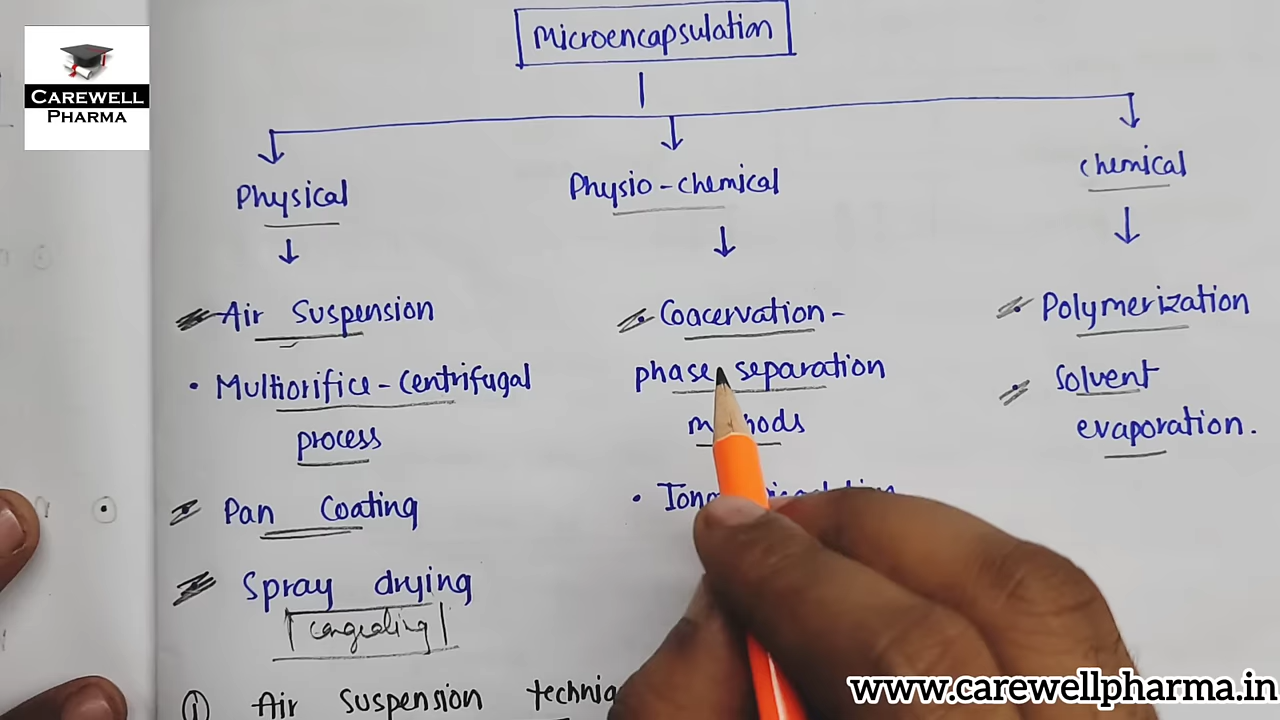 CAREWELL
PHARMA
Microencapsulation
Physical
Physio-chemical
chemical
Air Suspension
Multiorifice-Centrifugal
process
Pan Coating
Spray drying
congealing
Coacervation-
phase separation
Polymerization
Solvent
evaporation.
① Air suspension
www.carewellpharma.in